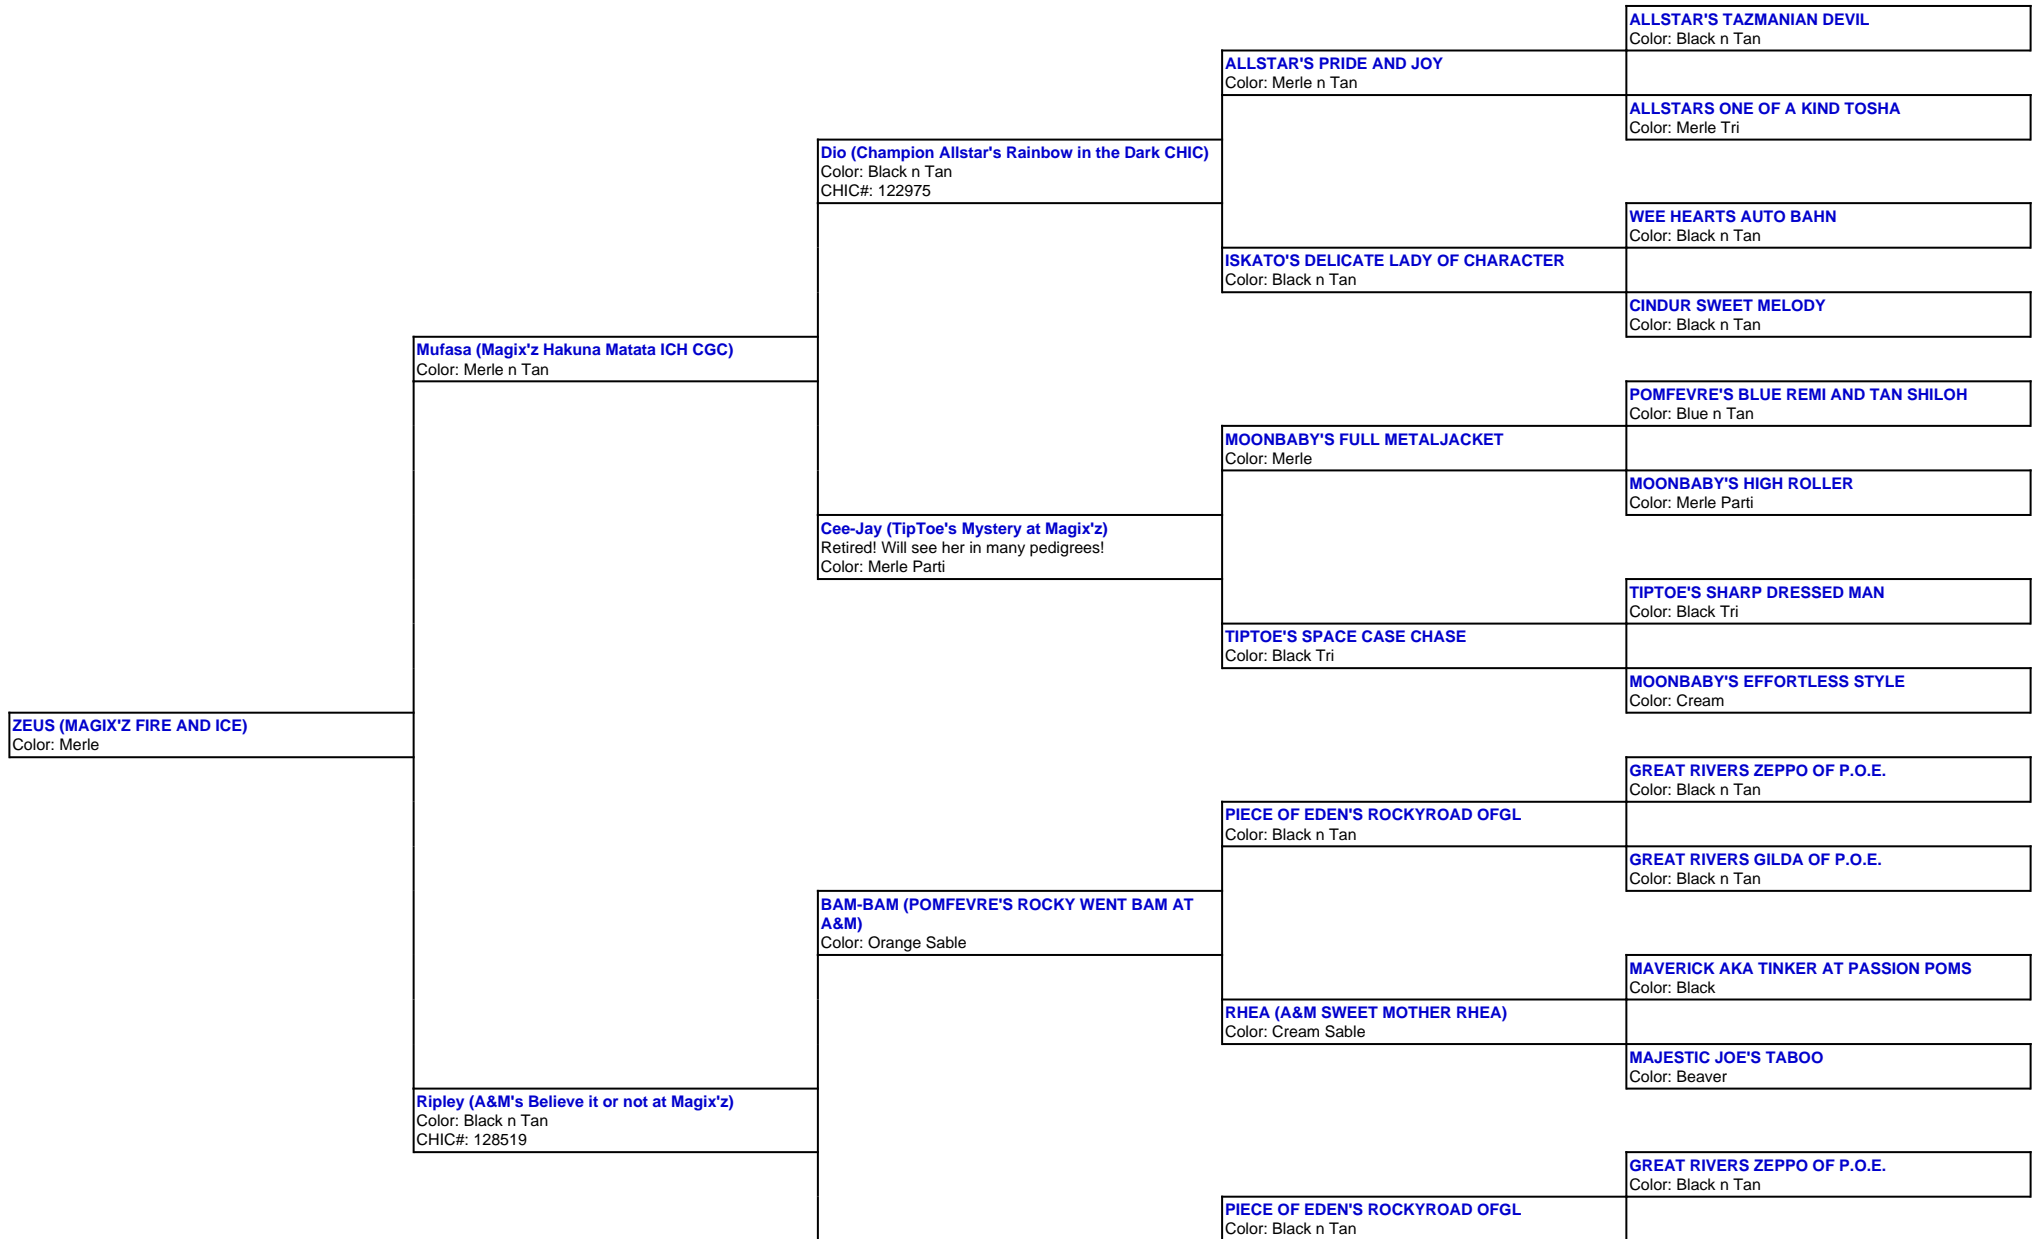 ALLSTAR'S TAZMANIAN DEVIL
Color: Black n Tan
ALLSTAR'S PRIDE AND JOY
Color: Merle n Tan
ALLSTARS ONE OF A KIND TOSHA
Color: Merle Tri
Dio (Champion Allstar's Rainbow in the Dark CHIC)
Color: Black n Tan
CHIC#: 122975
WEE HEARTS AUTO BAHN
Color: Black n Tan
ISKATO'S DELICATE LADY OF CHARACTER
Color: Black n Tan
CINDUR SWEET MELODY
Color: Black n Tan
Mufasa (Magix'z Hakuna Matata ICH CGC)
Color: Merle n Tan
POMFEVRE'S BLUE REMI AND TAN SHILOH
Color: Blue n Tan
MOONBABY'S FULL METALJACKET
Color: Merle
MOONBABY'S HIGH ROLLER
Color: Merle Parti
Cee-Jay (TipToe's Mystery at Magix'z)
Retired! Will see her in many pedigrees!
Color: Merle Parti
TIPTOE'S SHARP DRESSED MAN
Color: Black Tri
TIPTOE'S SPACE CASE CHASE
Color: Black Tri
MOONBABY'S EFFORTLESS STYLE
Color: Cream
ZEUS (MAGIX'Z FIRE AND ICE)
Color: Merle
GREAT RIVERS ZEPPO OF P.O.E.
Color: Black n Tan
PIECE OF EDEN'S ROCKYROAD OFGL
Color: Black n Tan
GREAT RIVERS GILDA OF P.O.E.
Color: Black n Tan
BAM-BAM (POMFEVRE'S ROCKY WENT BAM AT
A&M)
Color: Orange Sable
MAVERICK AKA TINKER AT PASSION POMS
Color: Black
RHEA (A&M SWEET MOTHER RHEA)
Color: Cream Sable
MAJESTIC JOE'S TABOO
Color: Beaver
Ripley (A&M's Believe it or not at Magix'z)
Color: Black n Tan
CHIC#: 128519
GREAT RIVERS ZEPPO OF P.O.E.
Color: Black n Tan
PIECE OF EDEN'S ROCKYROAD OFGL
Color: Black n Tan